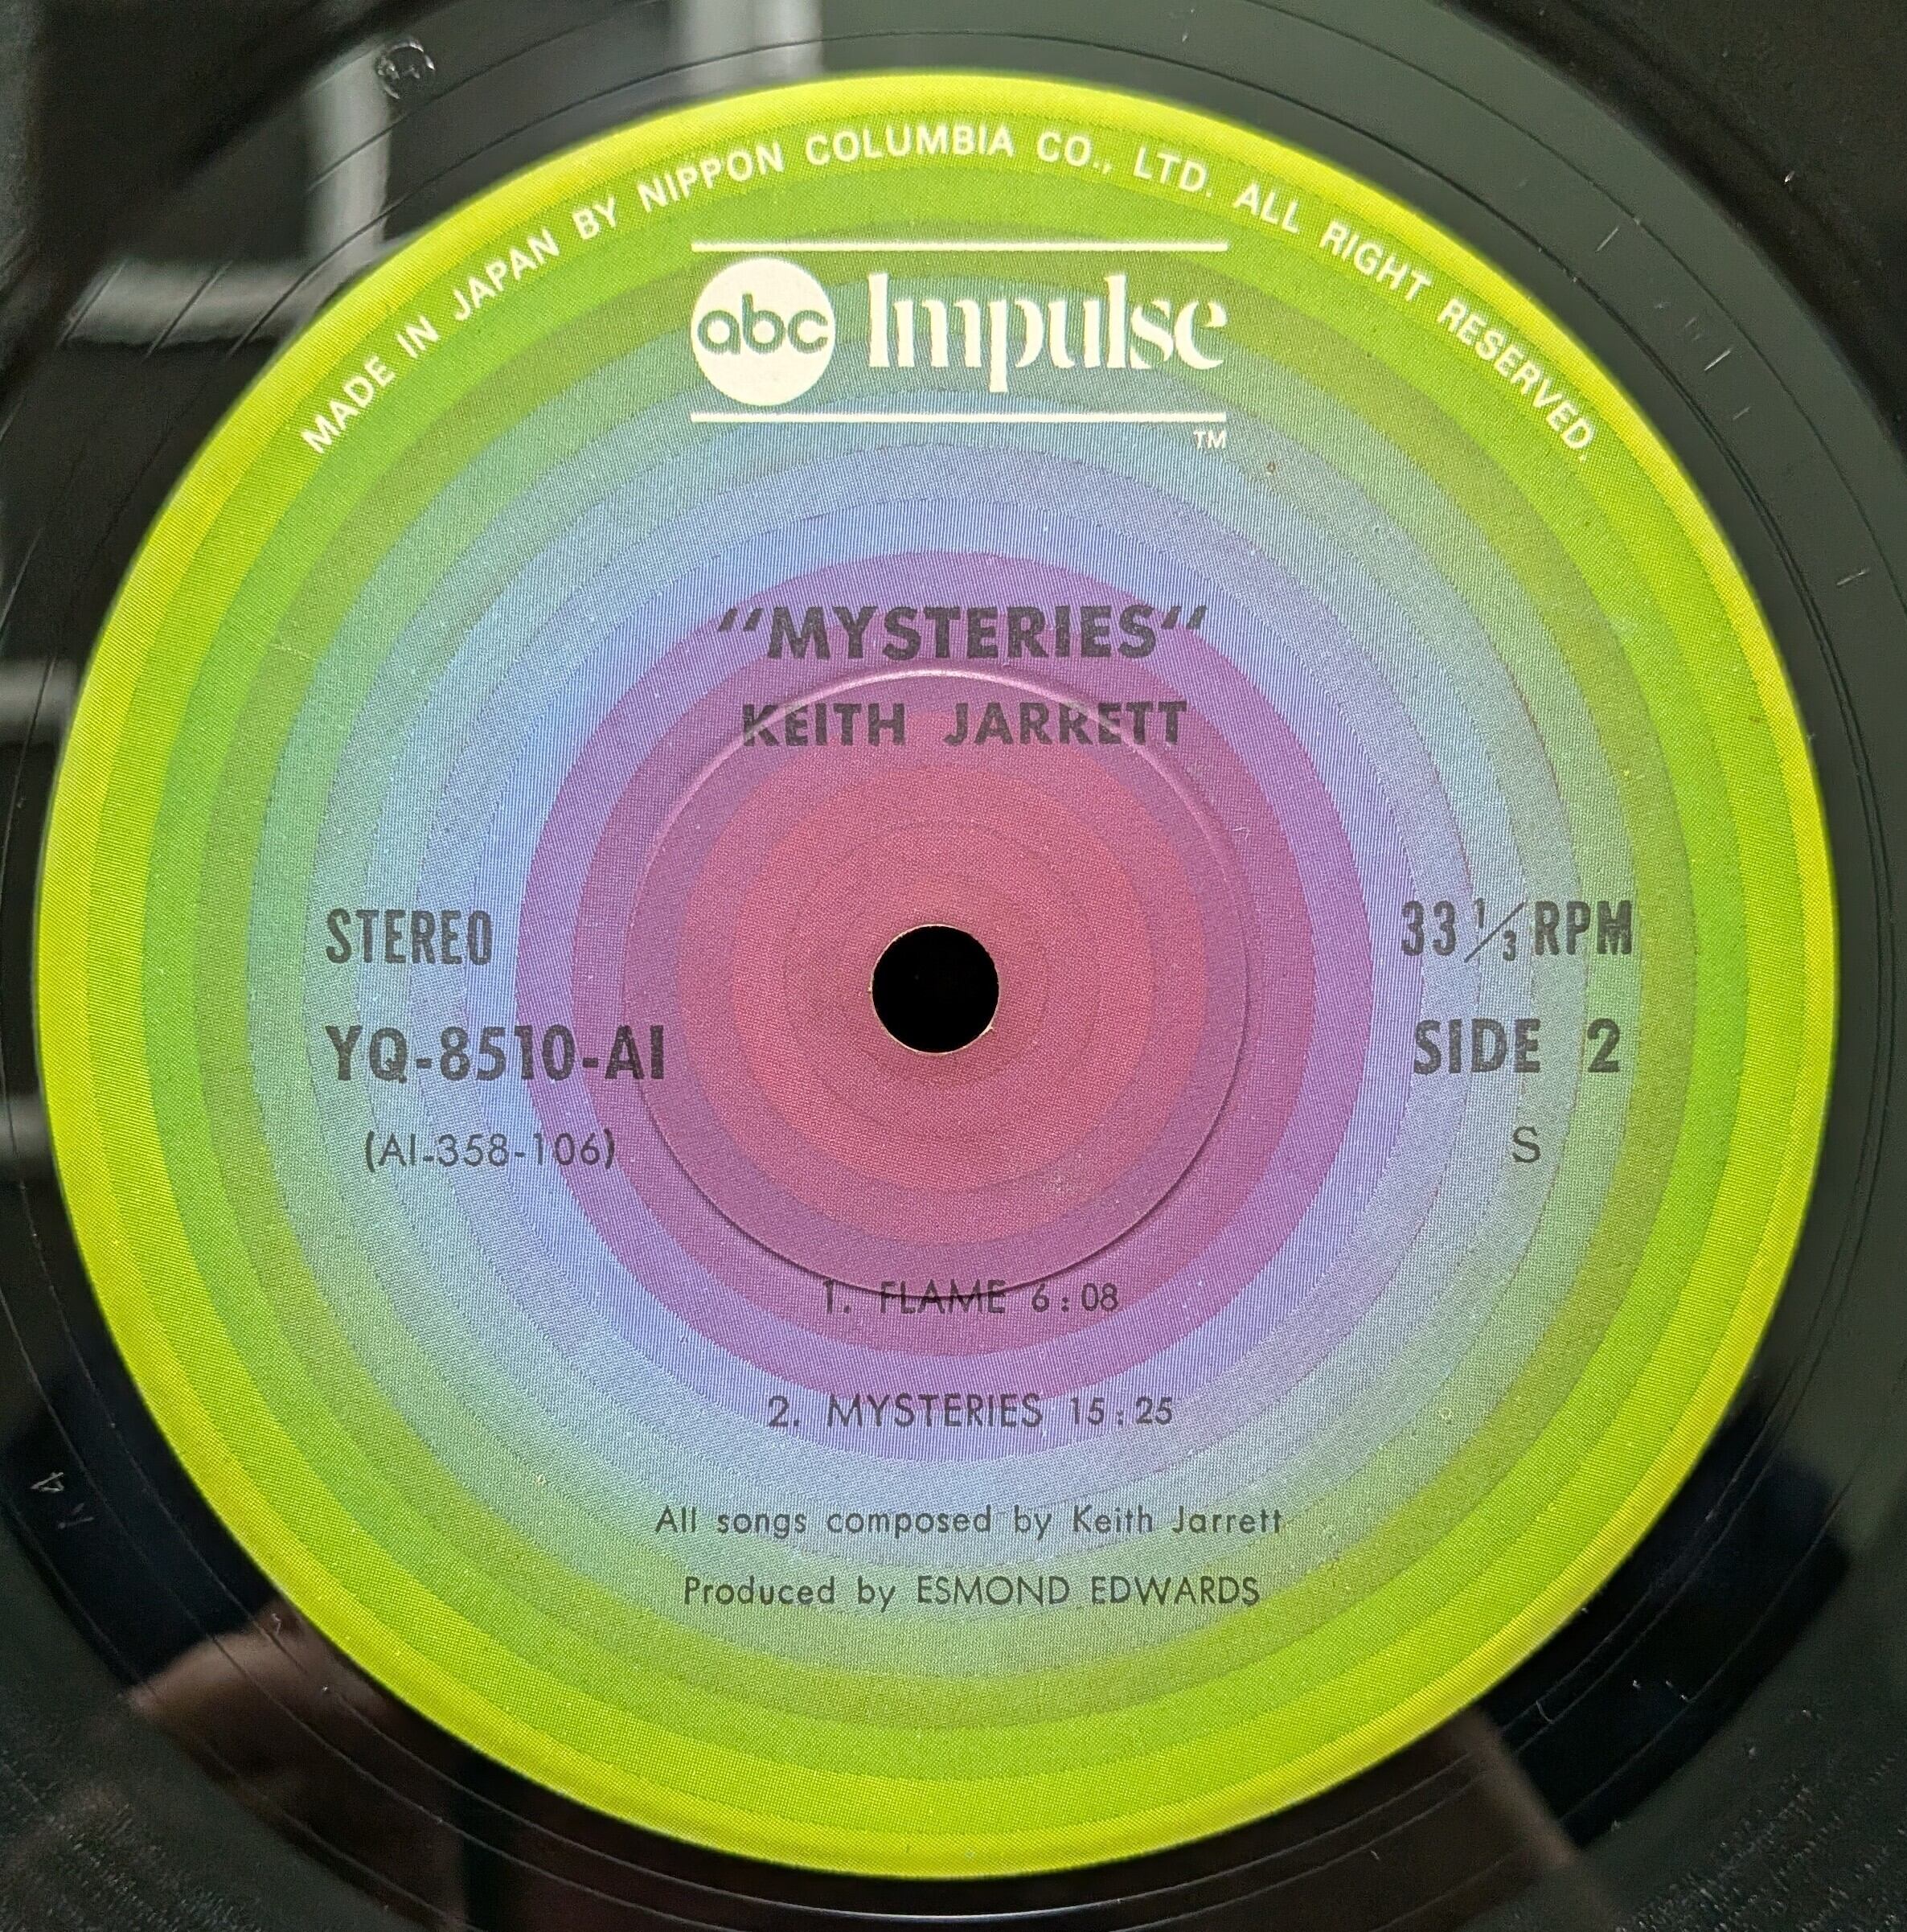 MADE IN JAPAN BY NIPPON COLUMBIA CO., LTD. ALL RIGHT RESERVED.
abc Impulse
TM
“MYSTERIES“
KEITH JARRETT
STEREO
33 1/3 RPM
YQ-8510-AI
SIDE 2
(AI-358-106)
S
1. FLAME 6:08
2. MYSTERIES 15:25
All songs composed by Keith Jarrett
Produced by ESMOND EDWARDS